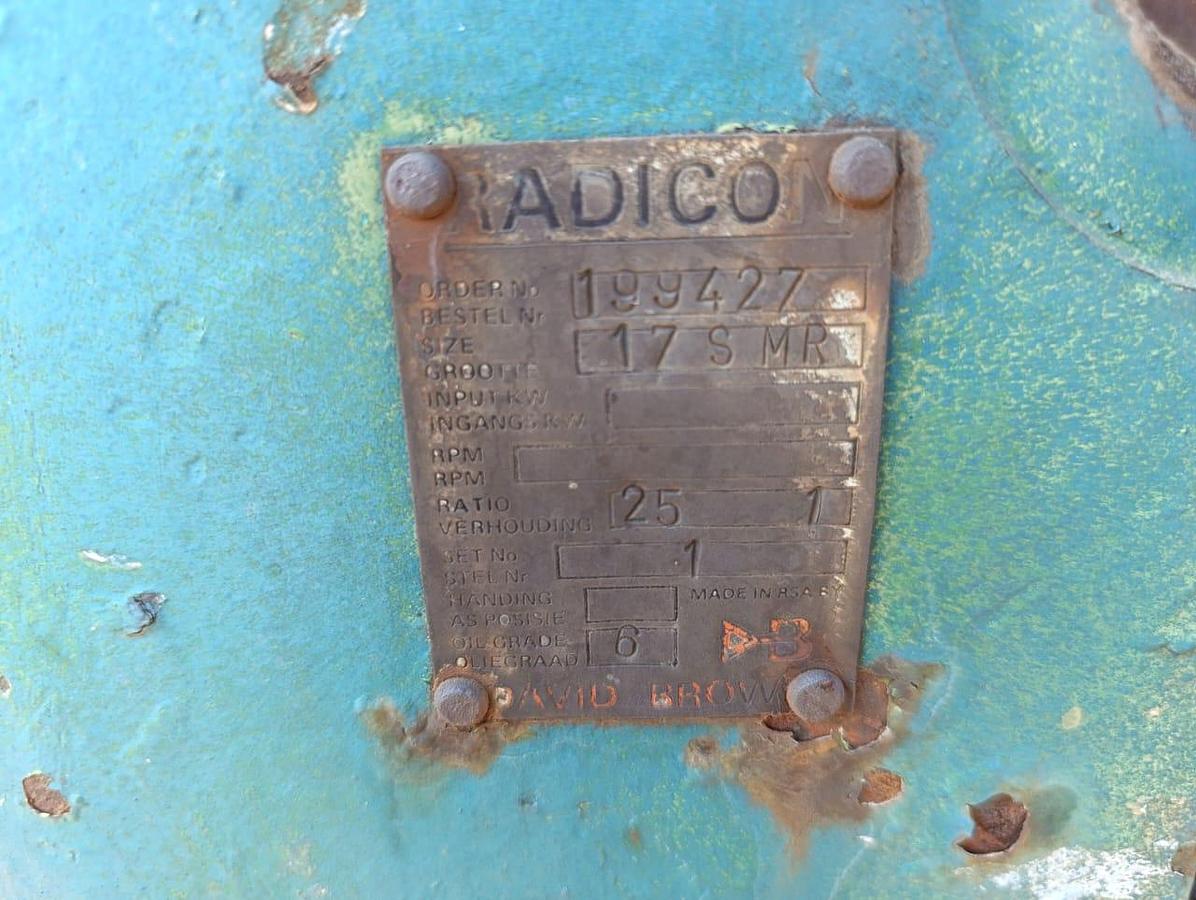 RADICON
ORDER No 199427
BESTEL Nr
SIZE 17 S MR
GROOTTE
INPUT KW
INGANGS KW
RPM
RPM
RATIO 25 1
VERHOUDING
SET No 1
STEL Nr
HANDING MADE IN RSA BY
AS POSISIE
OIL GRADE 6 D-B
OLIEGRAAD
DAVID BROWN